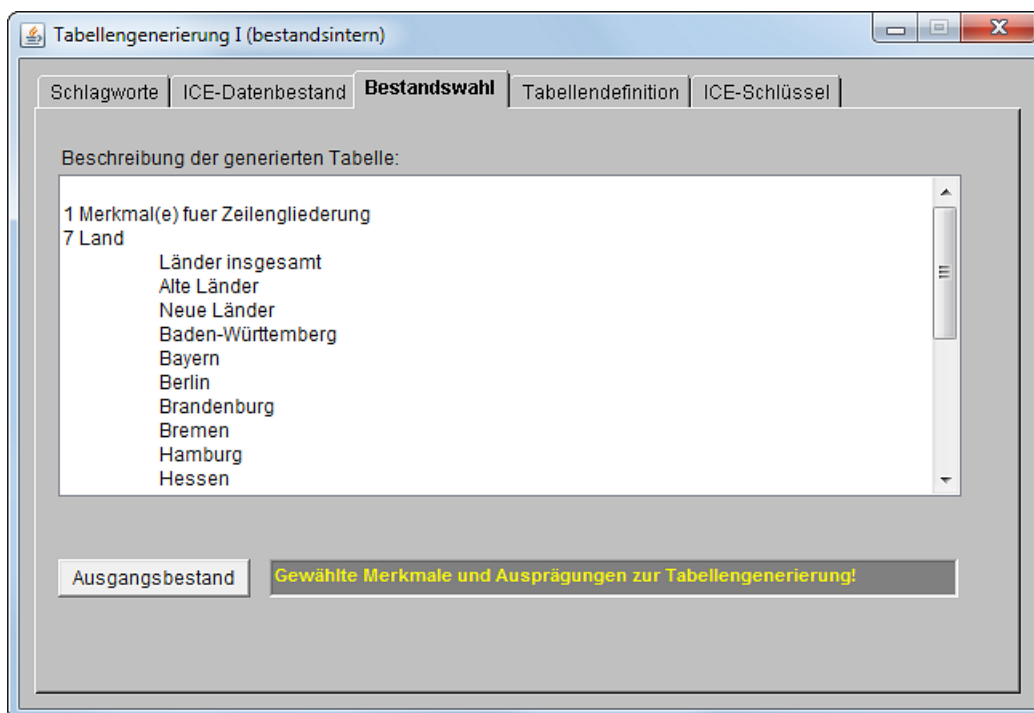 Tabellengenerierung I (bestandsintern)
Schlagworte ICE-Datenbestand Bestandswahl Tabellendefinition ICE-Schlüssel
Beschreibung der generierten Tabelle:
1 Merkmal(e) fuer Zeilengliederung
7 Land
Länder insgesamt
Alte Länder
Neue Länder
Baden-Württemberg
Bayern
Berlin
Brandenburg
Bremen
Hamburg
Hessen
Ausgangsbestand Gewählte Merkmale und Ausprägungen zur Tabellengenerierung!